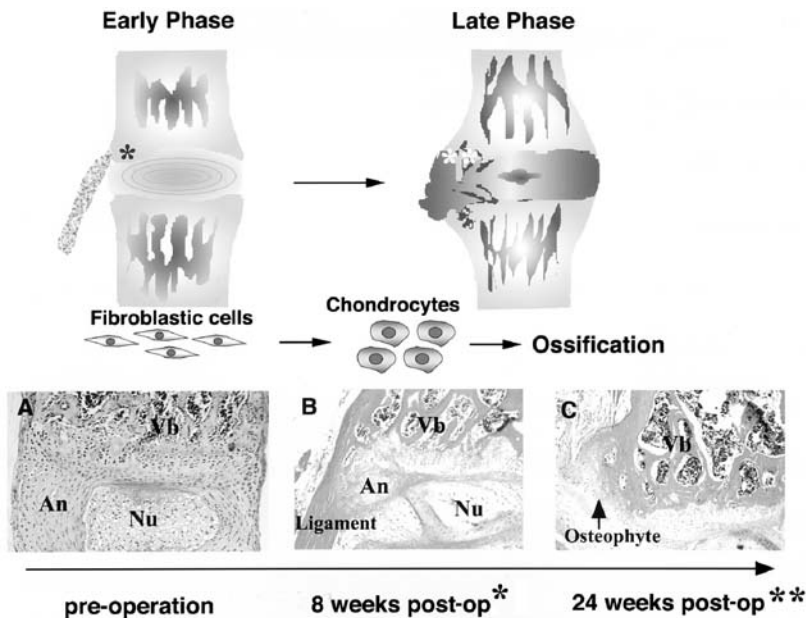 Early Phase
Late Phase
*
**
Fibroblastic cells
Chondrocytes
Ossification
A
Vb
An
Nu
B
Vb
An
Nu
Ligament
C
Vb
Osteophyte
pre-operation
8 weeks post-op*
24 weeks post-op**